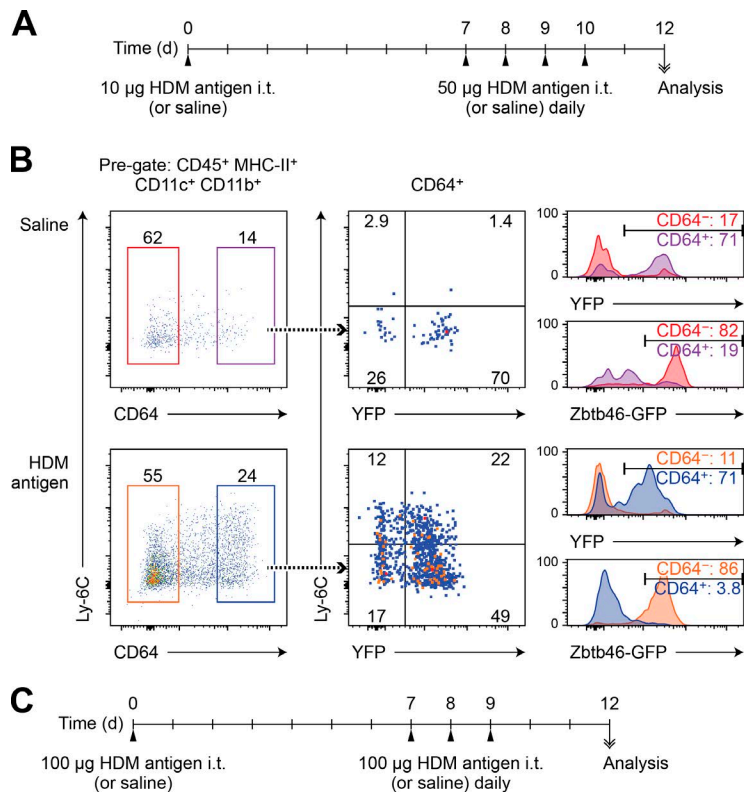 A
Time (d)
0 7 8 9 10 12
10 µg HDM antigen i.t.
(or saline)
50 µg HDM antigen i.t.
(or saline) daily
Analysis
B
Pre-gate: CD45⁺ MHC-II⁺
CD11c⁺ CD11b⁺
CD64⁺
Saline
62 14
CD64
2.9 1.4
26 70
YFP
100
0
CD64⁻: 17
CD64⁺: 71
YFP
100
0
CD64⁻: 82
CD64⁺: 19
Zbtb46-GFP
HDM
antigen
Ly-6C
55 24
CD64
Ly-6C
12 22
17 49
YFP
100
0
CD64⁻: 11
CD64⁺: 71
YFP
100
0
CD64⁻: 86
CD64⁺: 3.8
Zbtb46-GFP
C
Time (d)
0 7 8 9 12
100 µg HDM antigen i.t.
(or saline)
100 µg HDM antigen i.t.
(or saline) daily
Analysis